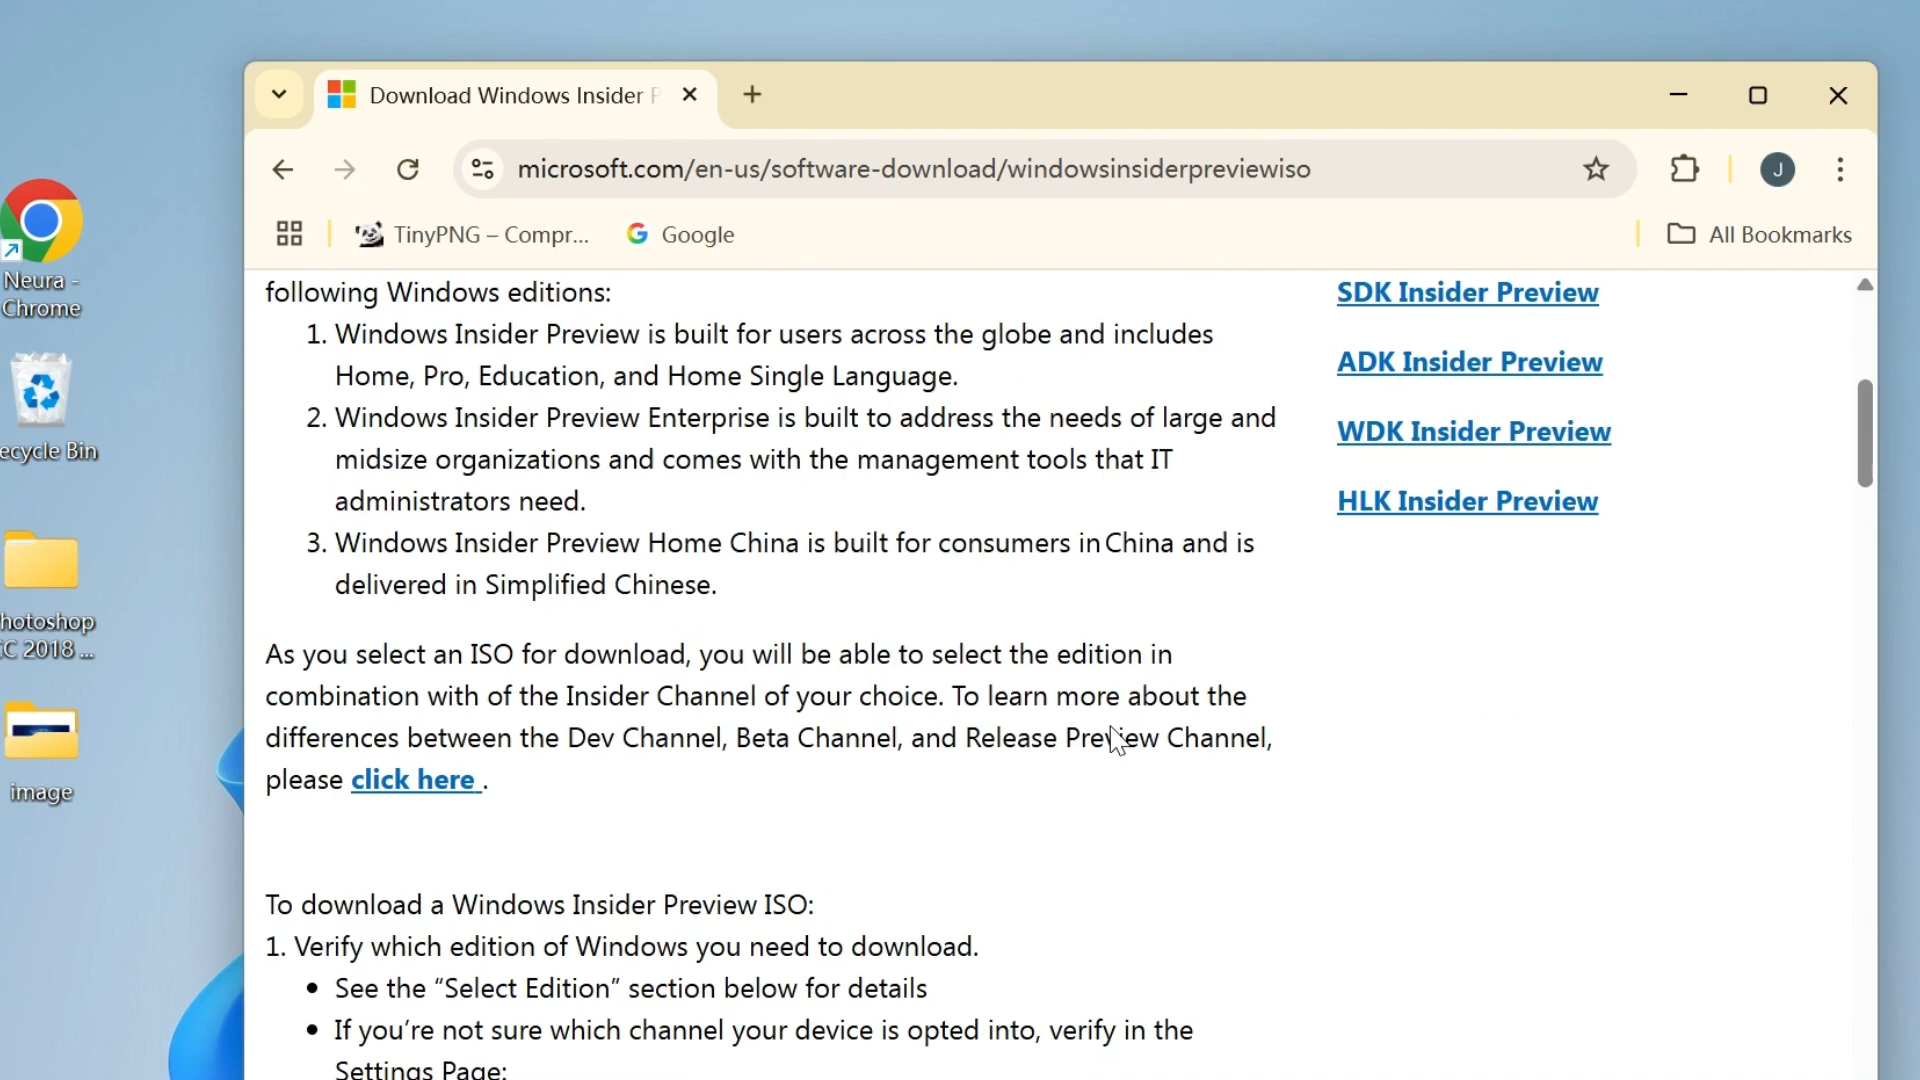 Download Windows Insider P
microsoft.com/en-us/software-download/windowsinsiderpreviewiso
J
TinyPNG – Compr...
Google
All Bookmarks
Neura -
Chrome
ecycle Bin
hotoshop
CC 2018 ...
image
following Windows editions:
1. Windows Insider Preview is built for users across the globe and includes
Home, Pro, Education, and Home Single Language.
2. Windows Insider Preview Enterprise is built to address the needs of large and
midsize organizations and comes with the management tools that IT
administrators need.
3. Windows Insider Preview Home China is built for consumers in China and is
delivered in Simplified Chinese.
As you select an ISO for download, you will be able to select the edition in
combination with of the Insider Channel of your choice. To learn more about the
differences between the Dev Channel, Beta Channel, and Release Preview Channel,
please click here .
To download a Windows Insider Preview ISO:
1. Verify which edition of Windows you need to download.
• See the “Select Edition” section below for details
• If you’re not sure which channel your device is opted into, verify in the
Settings Page:
SDK Insider Preview
ADK Insider Preview
WDK Insider Preview
HLK Insider Preview